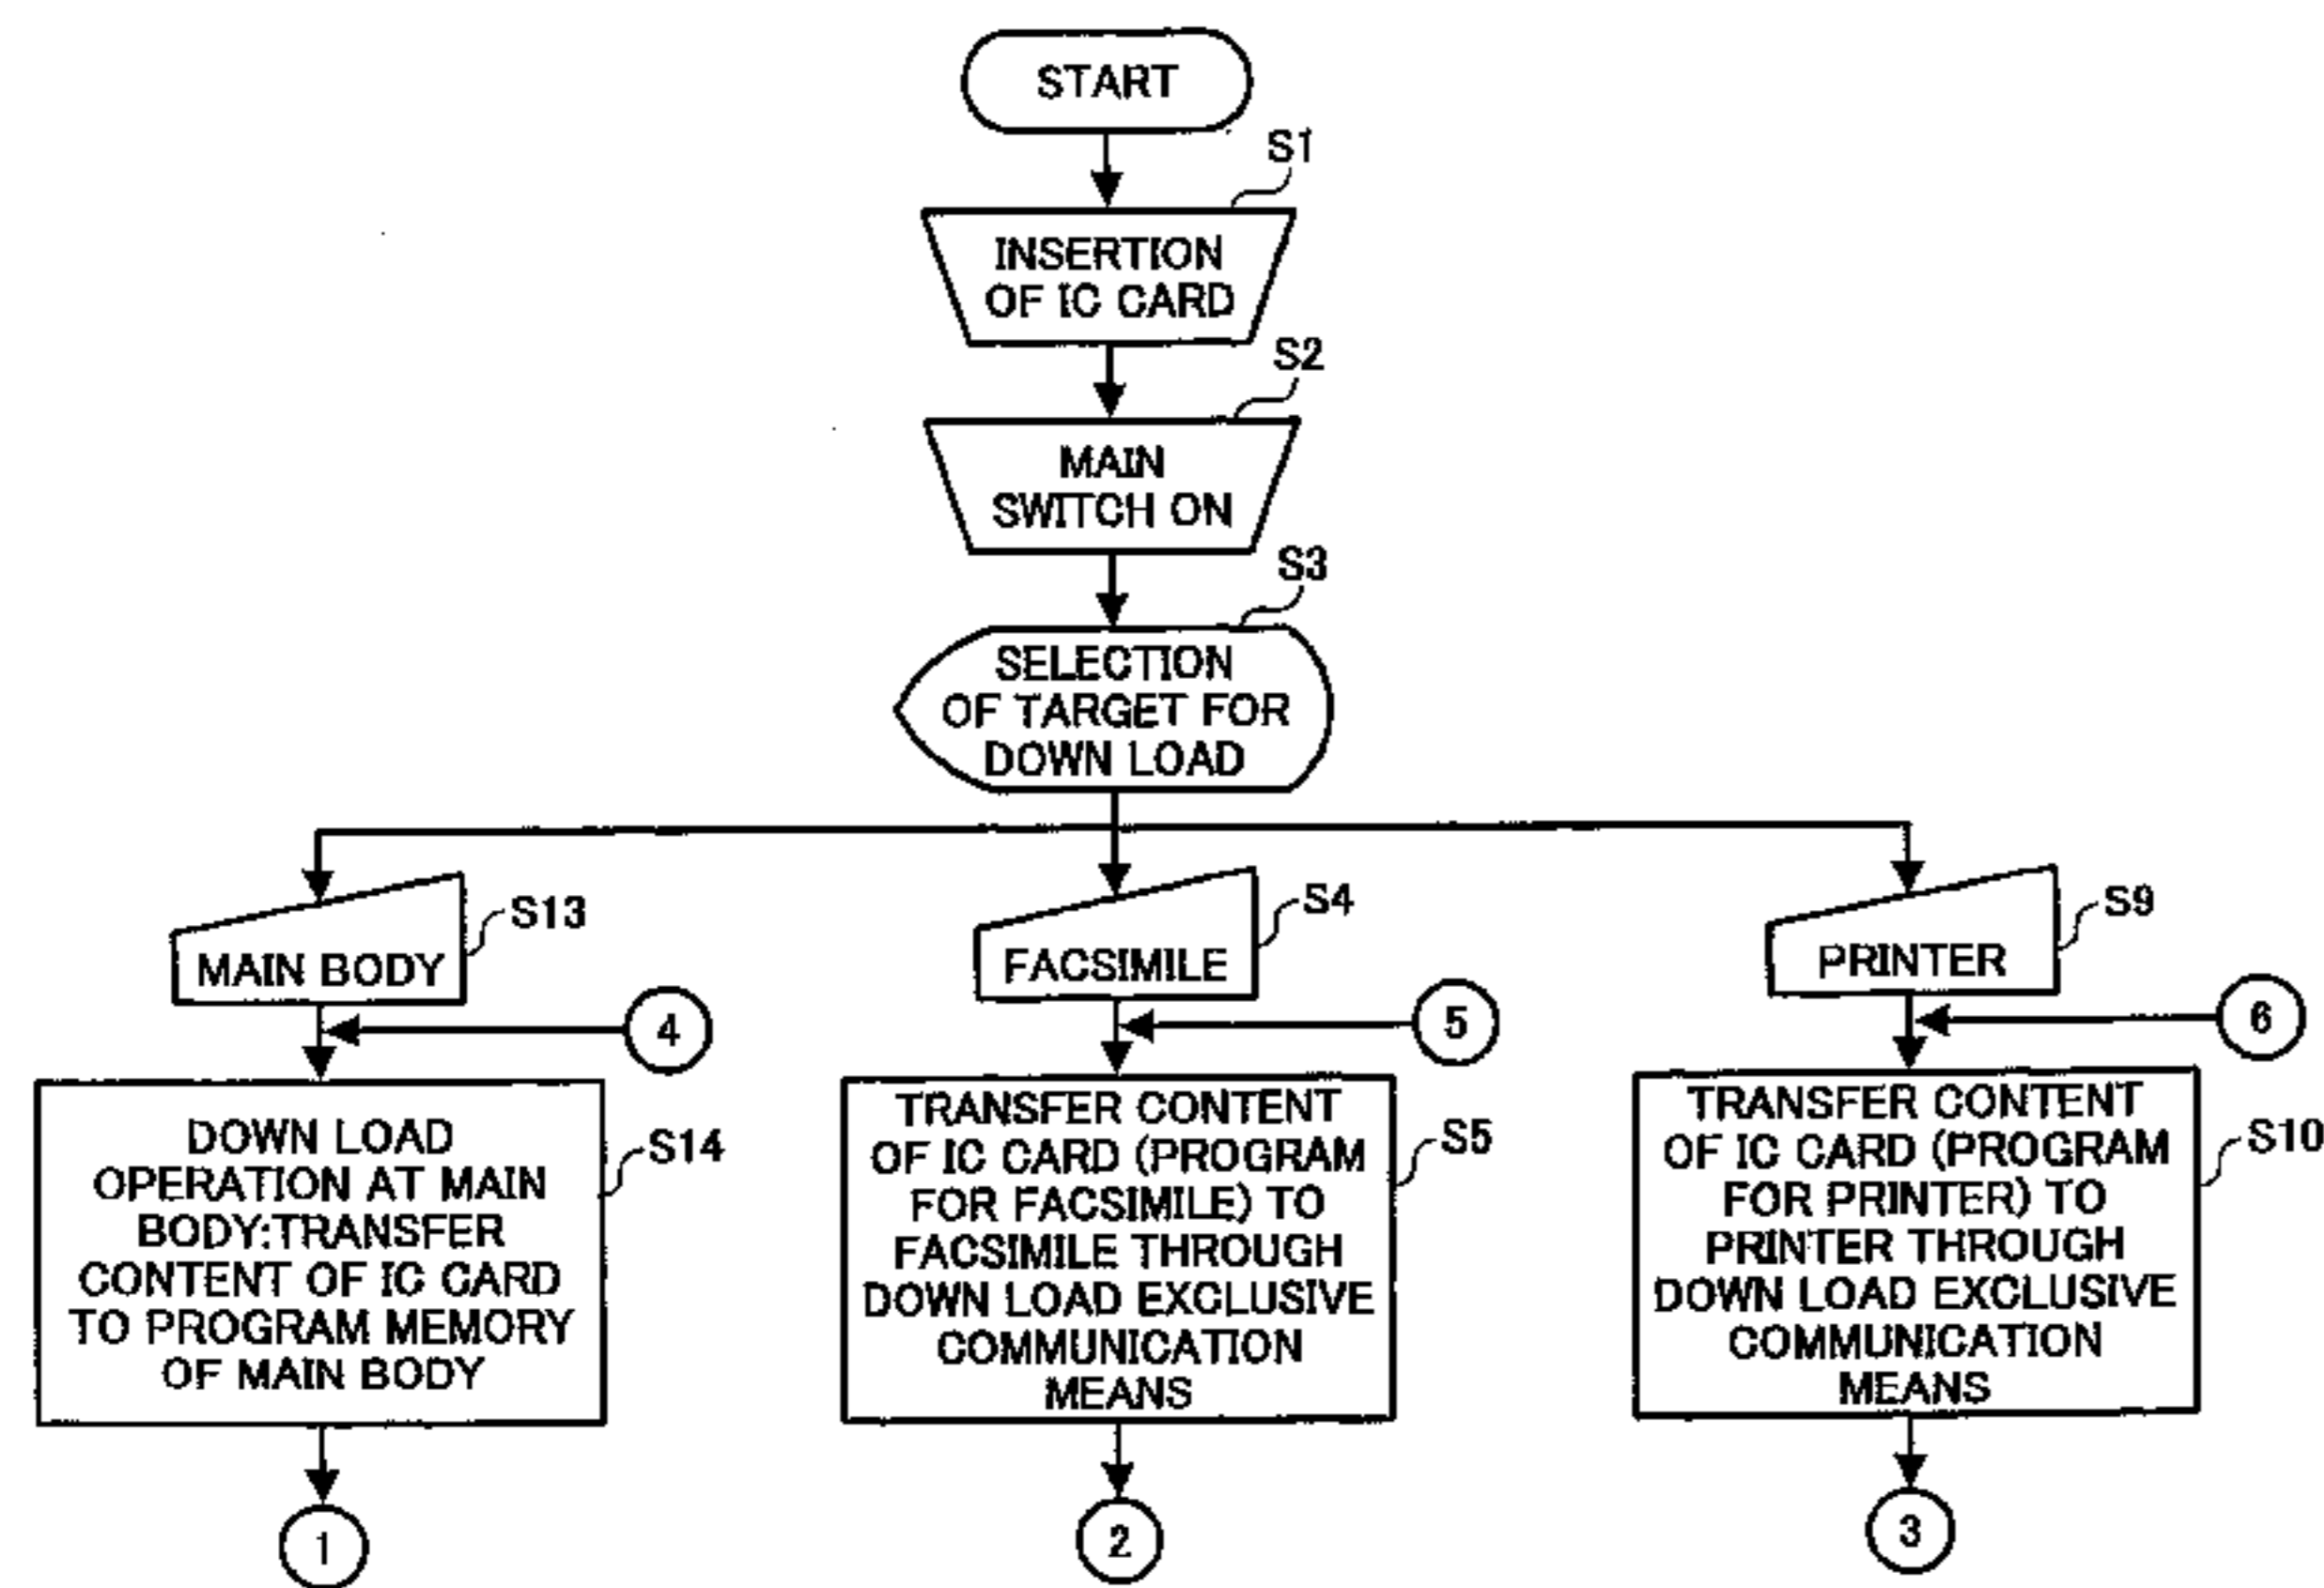 START
S1
INSERTION
OF IC CARD
S2
MAIN
SWITCH ON
S3
SELECTION
OF TARGET FOR
DOWN LOAD
S13
MAIN BODY
S4
FACSIMILE
S9
PRINTER
4
5
6
DOWN LOAD
OPERATION AT MAIN
BODY:TRANSFER
CONTENT OF IC CARD
TO PROGRAM MEMORY
OF MAIN BODY
S14
TRANSFER CONTENT
OF IC CARD (PROGRAM
FOR FACSIMILE) TO
FACSIMILE THROUGH
DOWN LOAD EXCLUSIVE
COMMUNICATION
MEANS
S5
TRANSFER CONTENT
OF IC CARD (PROGRAM
FOR PRINTER) TO
PRINTER THROUGH
DOWN LOAD EXCLUSIVE
COMMUNICATION
MEANS
S10
1
2
3